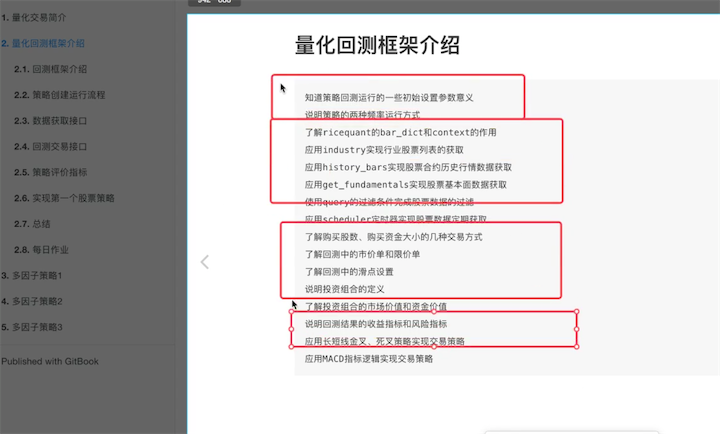 1. 量化交易简介
2. 量化回测框架介绍
2.1. 回测框架介绍
2.2. 策略创建运行流程
2.3. 数据获取接口
2.4. 回测交易接口
2.5. 策略评价指标
2.6. 实现第一个股票策略
2.7. 总结
2.8. 每日作业
3. 多因子策略1
4. 多因子策略2
5. 多因子策略3
Published with GitBook
量化回测框架介绍
知道策略回测运行的一些初始设置参数意义
说明策略的两种频率运行方式
了解ricequant的bar_dict和context的作用
应用industry实现行业股票列表的获取
应用history_bars实现股票合约历史行情数据获取
应用get_fundamentals实现股票基本面数据获取
使用query的过滤条件完成股票数据的过滤
应用scheduler定时器实现股票数据定期获取
了解购买股数、购买资金大小的几种交易方式
了解回测中的市价单和限价单
了解回测中的滑点设置
说明投资组合的定义
了解投资组合的市场价值和资金价值
说明回测结果的收益指标和风险指标
应用长短线金叉、死叉策略实现交易策略
应用MACD指标逻辑实现交易策略